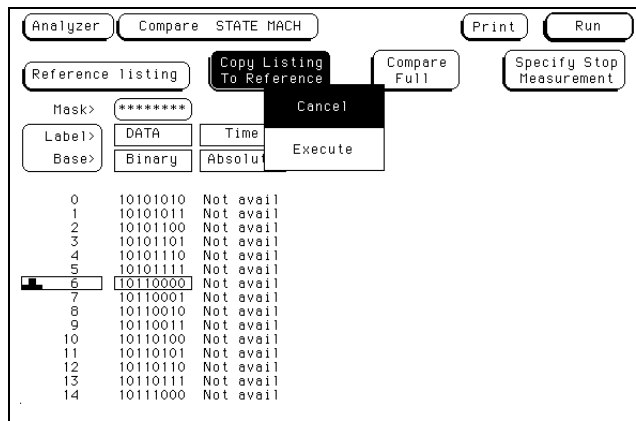 Analyzer Compare STATE MACH Print Run
Reference listing Copy Listing To Reference Compare Full Specify Stop Measurement
Cancel
Execute
Mask> ********
Label> DATA Time
Base> Binary Absolut
0 10101010 Not avail
1 10101011 Not avail
2 10101100 Not avail
3 10101101 Not avail
4 10101110 Not avail
5 10101111 Not avail
6 10110000 Not avail
7 10110001 Not avail
8 10110010 Not avail
9 10110011 Not avail
10 10110100 Not avail
11 10110101 Not avail
12 10110110 Not avail
13 10110111 Not avail
14 10111000 Not avail